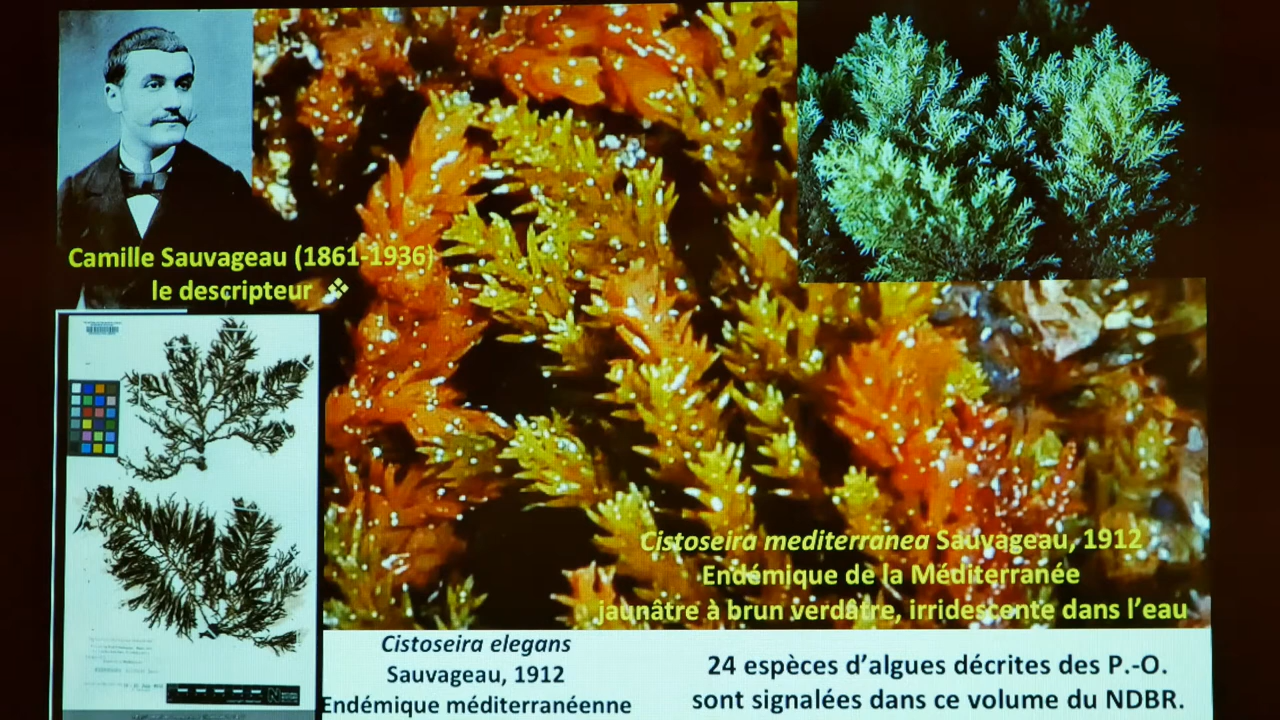 Camille Sauvageau (1861-1936)
le descripteur ❖
Cistoseira mediterranea Sauvageau, 1912
Endémique de la Méditerranée
jaunâtre à brun verdâtre, irridescente dans l'eau
Cistoseira elegans
Sauvageau, 1912
Endémique méditerranéenne
24 espèces d'algues décrites des P.-O.
sont signalées dans ce volume du NDBR.